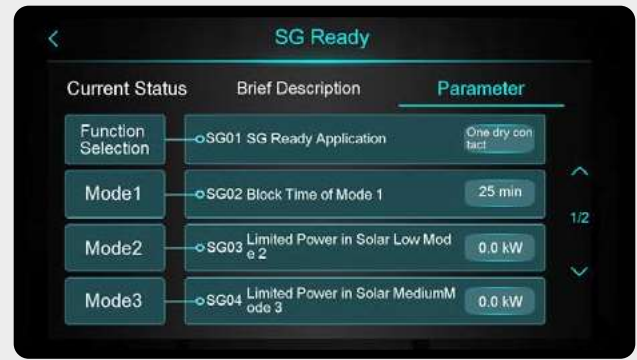 SG Ready
Current Status Brief Description Parameter
Function
Selection
SG01 SG Ready Application
One dry con
tact
Mode1
SG02 Block Time of Mode 1
25 min
1/2
Mode2
SG03 Limited Power in Solar Low Mod
e 2
0.0 kW
Mode3
SG04 Limited Power in Solar MediumM
ode 3
0.0 kW